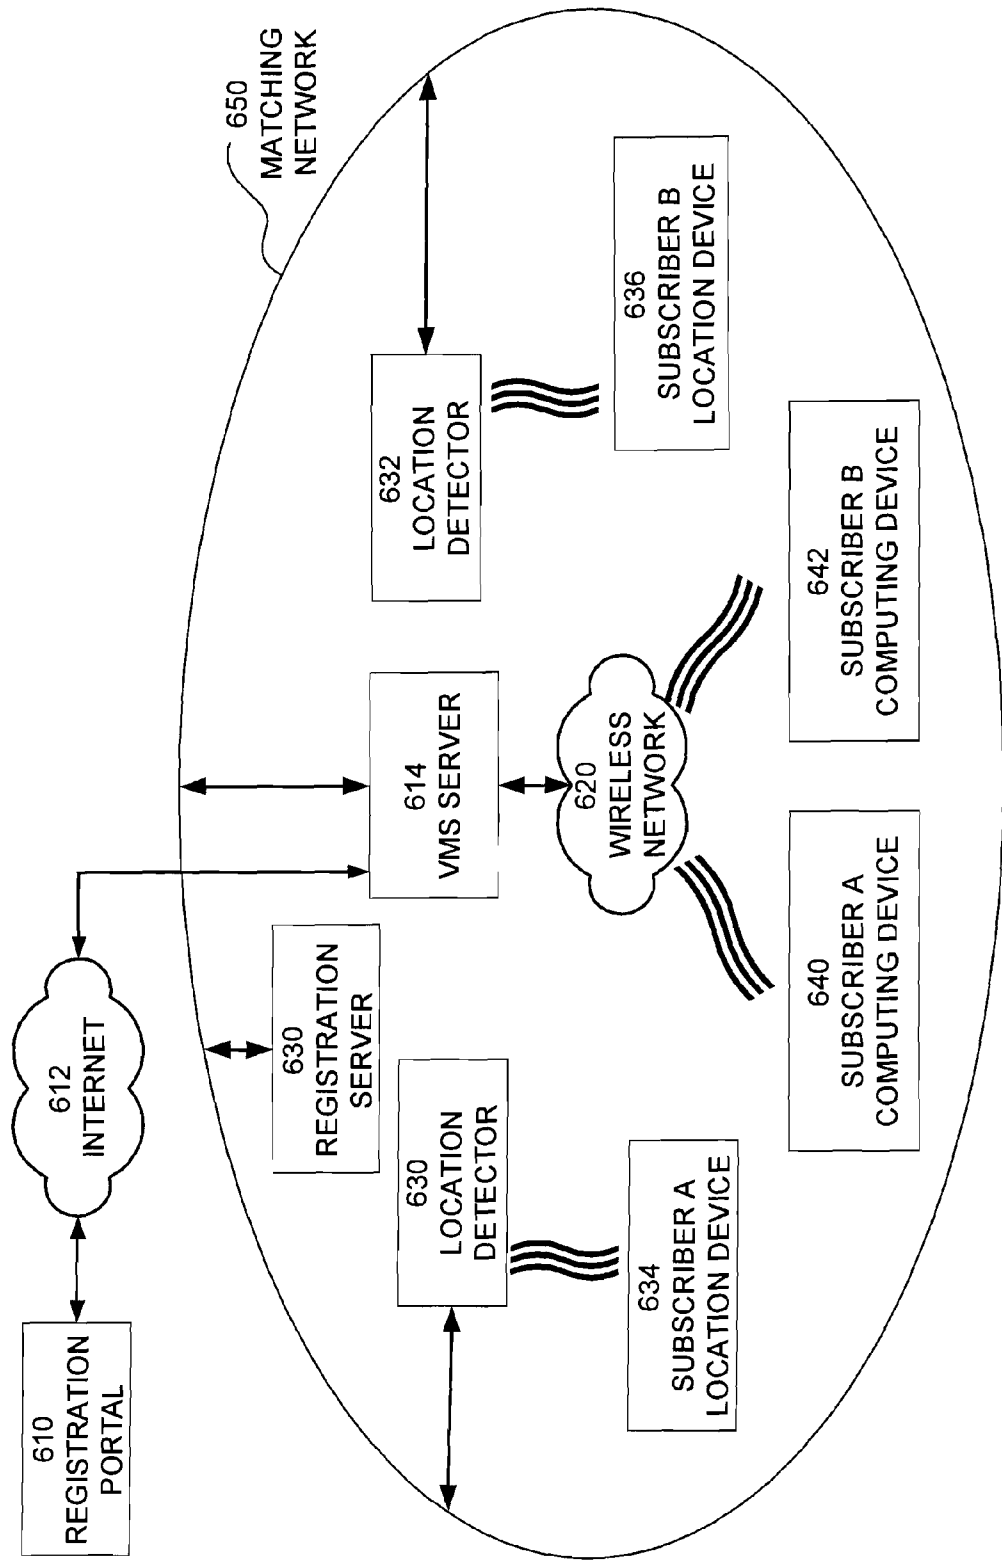 610
REGISTRATION
PORTAL
612
INTERNET
650
MATCHING
NETWORK
630
REGISTRATION
SERVER
630
LOCATION
DETECTOR
614
VMS SERVER
632
LOCATION
DETECTOR
620
WIRELESS
NETWORK
634
SUBSCRIBER A
LOCATION DEVICE
636
SUBSCRIBER B
LOCATION DEVICE
640
SUBSCRIBER A
COMPUTING DEVICE
642
SUBSCRIBER B
COMPUTING DEVICE